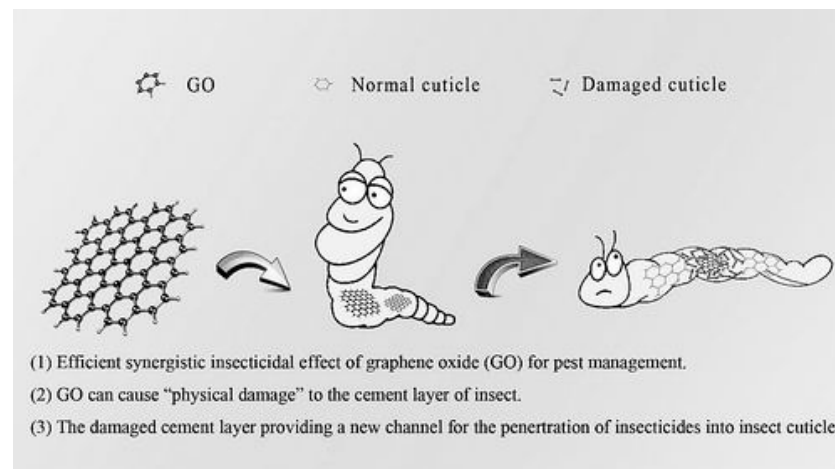 GO Normal cuticle Damaged cuticle
(1) Efficient synergistic insecticidal effect of graphene oxide (GO) for pest management.
(2) GO can cause “physical damage” to the cement layer of insect.
(3) The damaged cement layer providing a new channel for the penertration of insecticides into insect cuticle